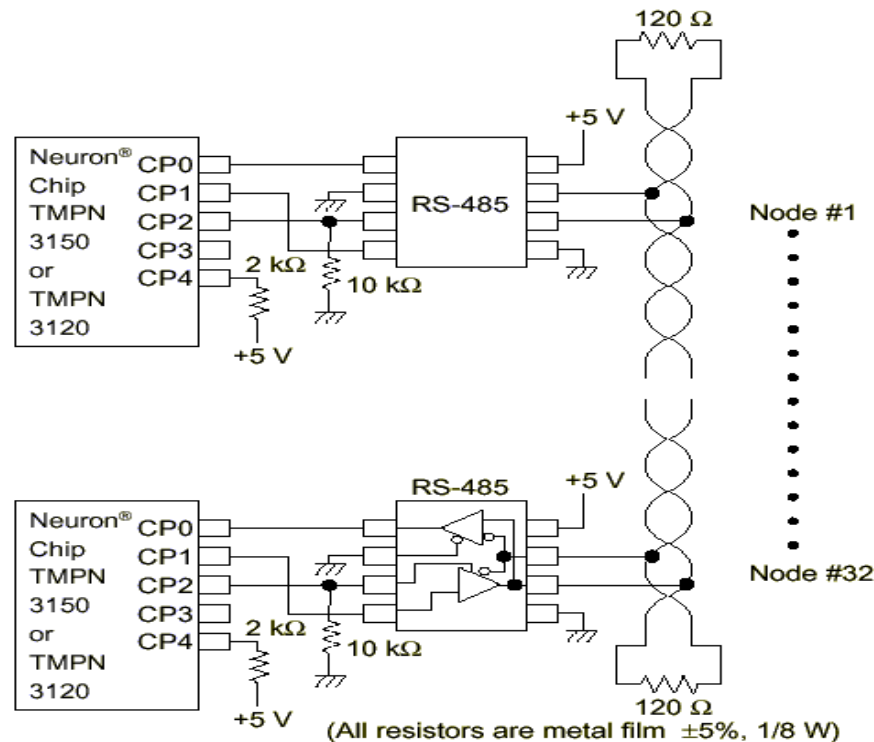 120 Ω
+5 V
Neuron® Chip TMPN 3150 or TMPN 3120
CP0
CP1
CP2
CP3
CP4
RS-485
2 kΩ
10 kΩ
+5 V
Node #1
Node #32
RS-485
+5 V
Neuron® Chip TMPN 3150 or TMPN 3120
CP0
CP1
CP2
CP3
CP4
2 kΩ
10 kΩ
+5 V
120 Ω
(All resistors are metal film ±5%, 1/8 W)